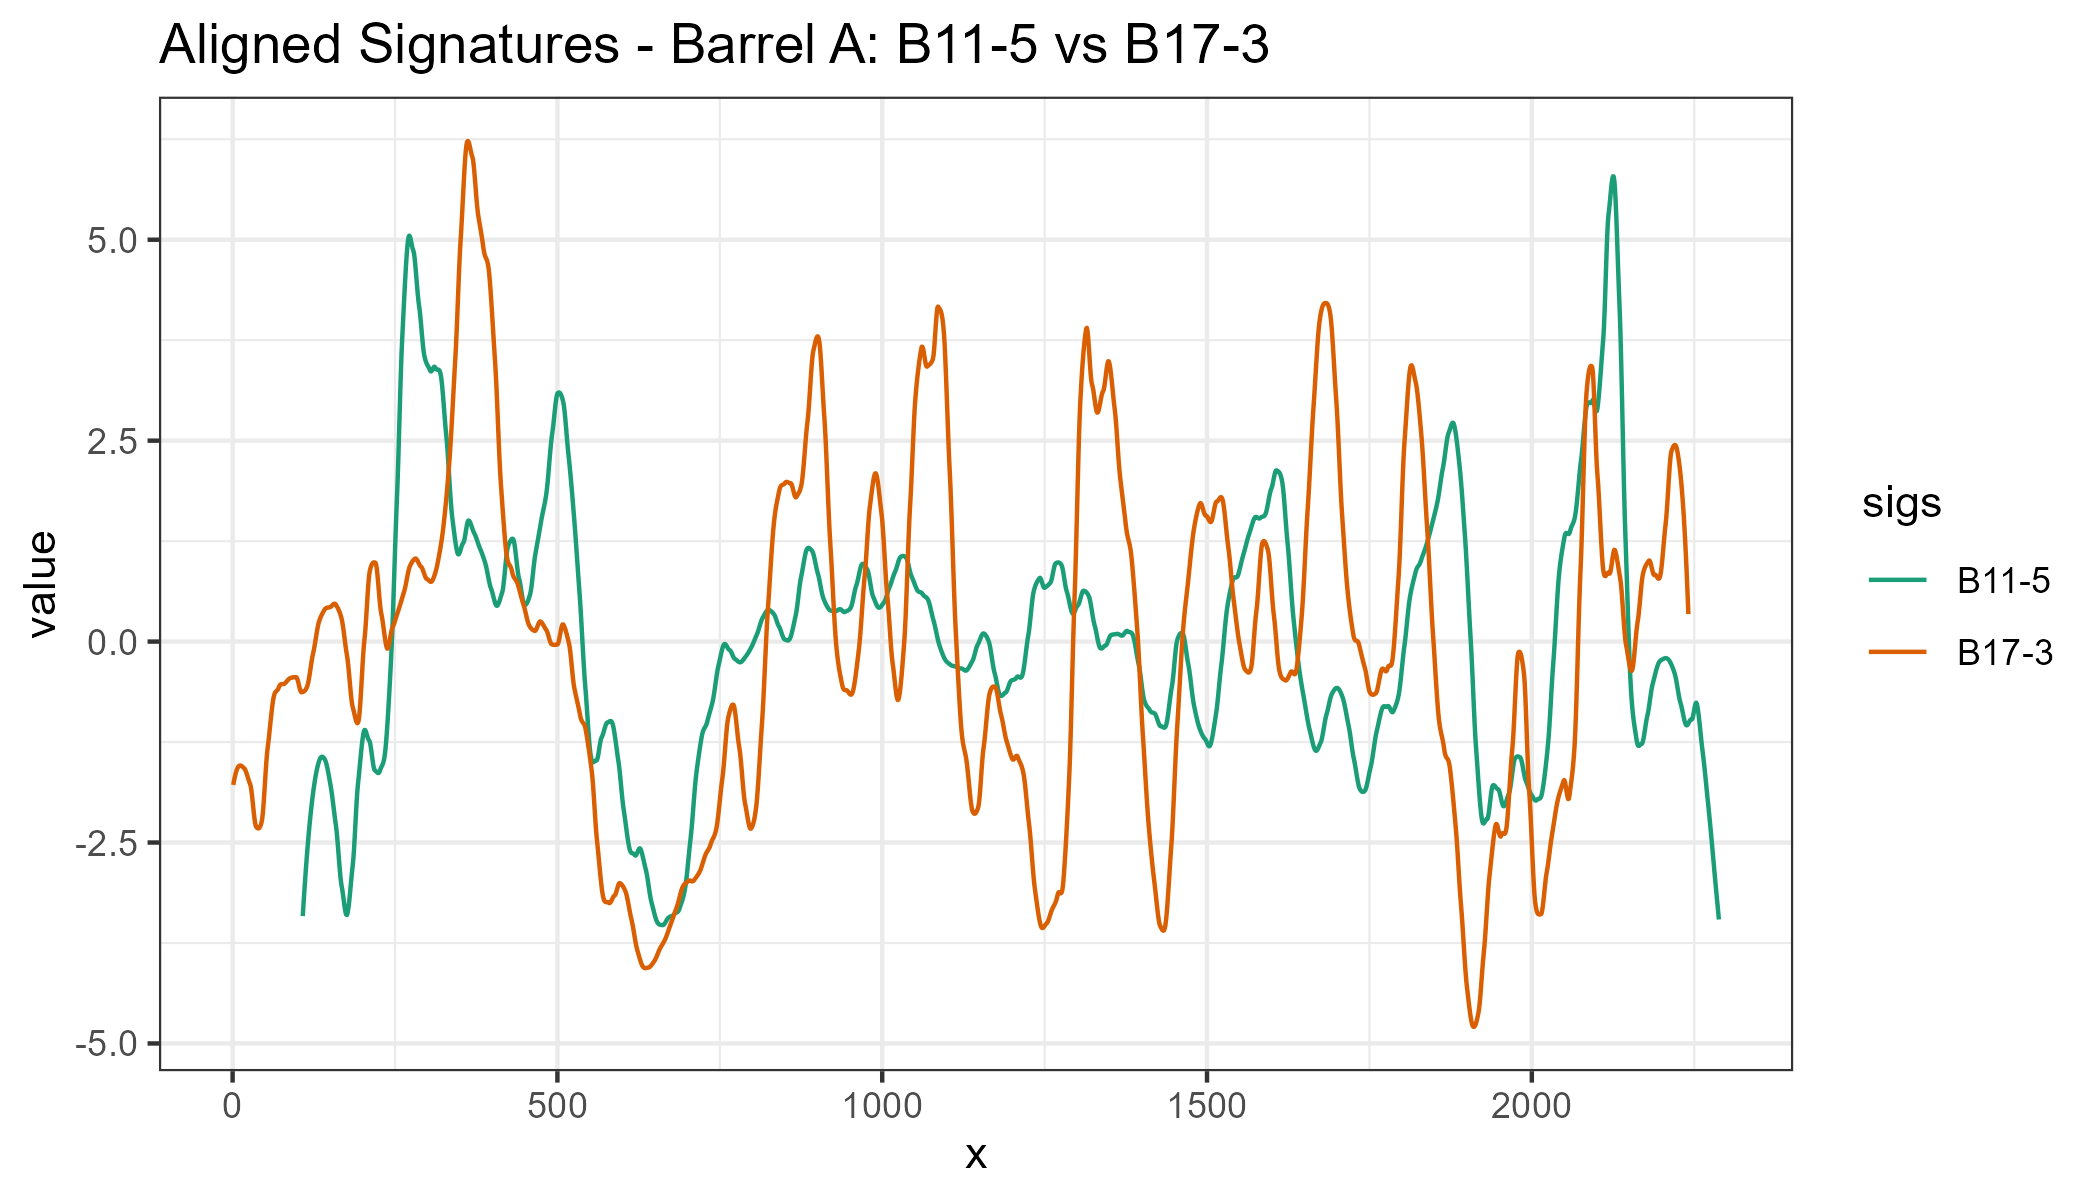 Aligned Signatures - Barrel A: B11-5 vs B17-3
5.0
2.5
0.0
-2.5
-5.0
value
0 500 1000 1500 2000
x
sigs
B11-5
B17-3